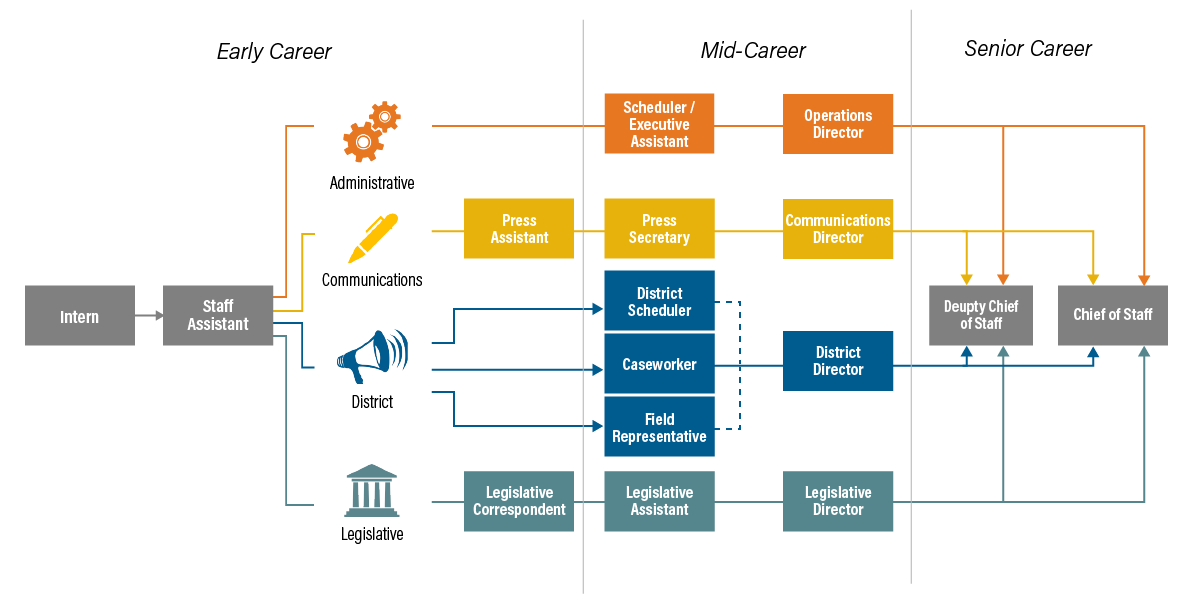 Early Career
Mid-Career
Senior Career
Administrative
Scheduler /
Executive
Assistant
Operations
Director
Communications
Press
Assistant
Press
Secretary
Communications
Director
Intern
Staff
Assistant
District
District
Scheduler
Caseworker
Field
Representative
District
Director
Deupty Chief
of Staff
Chief of Staff
Legislative
Legislative
Correspondent
Legislative
Assistant
Legislative
Director